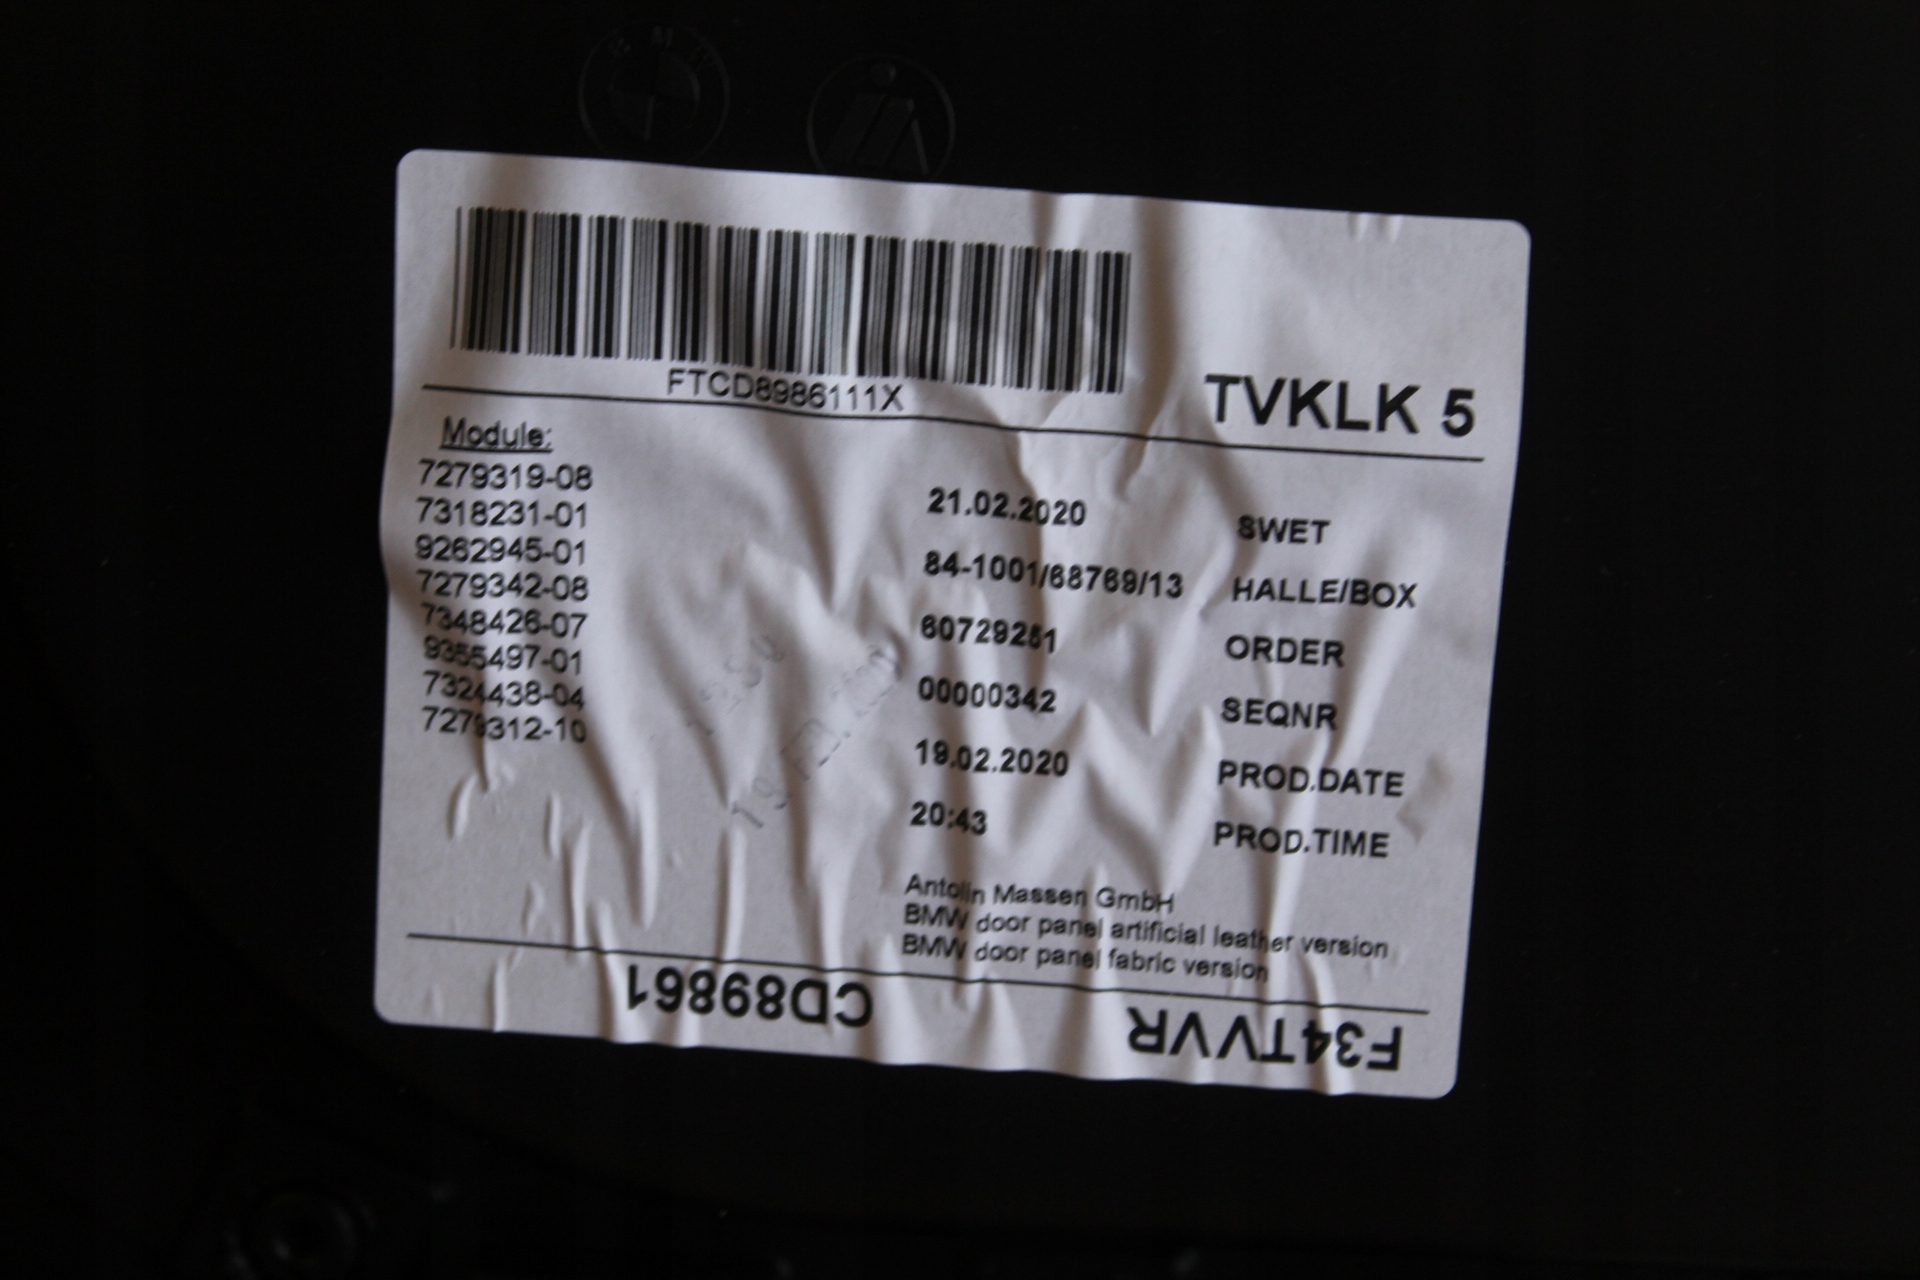 BMW
FTCD8986111X
TVKLK 5
Module:
7279319-08
7318231-01
9262945-01
7279342-08
7348426-07
9355497-01
7324438-04
7279312-10
21.02.2020 SWET
84-1001/68769/13 HALLE/BOX
60729251 ORDER
00000342 SEQNR
19.02.2020 PROD.DATE
20:43 PROD.TIME
Antolin Massen GmbH
BMW door panel artificial leather version
BMW door panel fabric version
CD89861
F34TVVR